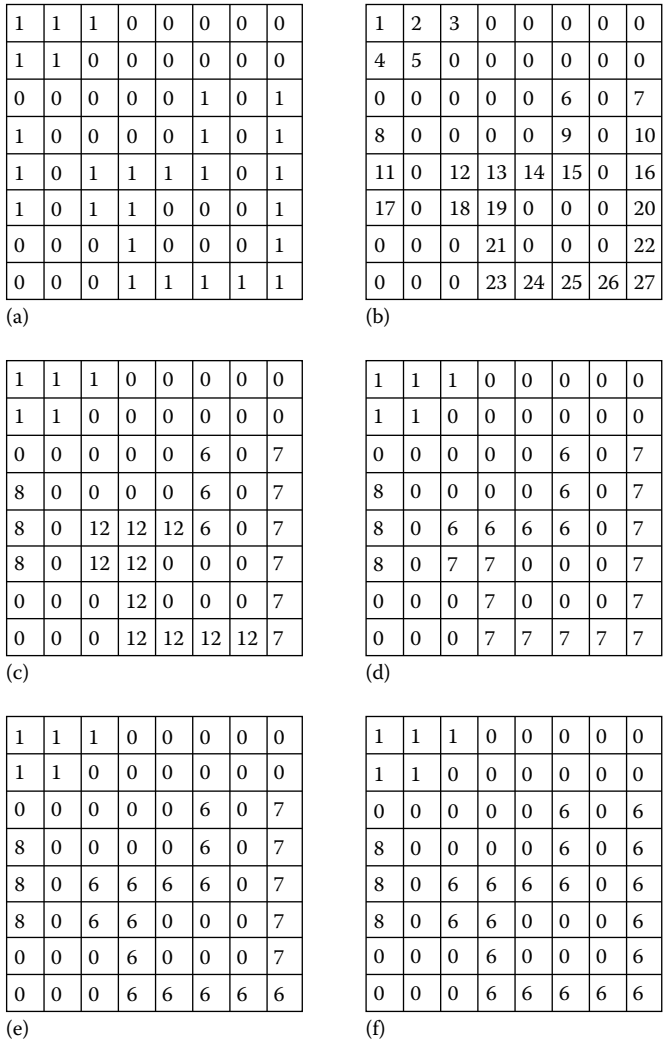 1 1 1 0 0 0 0 0
1 1 0 0 0 0 0 0
0 0 0 0 0 1 0 1
1 0 0 0 0 1 0 1
1 0 1 1 1 1 0 1
1 0 1 1 0 0 0 1
0 0 0 1 0 0 0 1
0 0 0 1 1 1 1 1
(a)
1 2 3 0 0 0 0 0
4 5 0 0 0 0 0 0
0 0 0 0 0 6 0 7
8 0 0 0 0 9 0 10
11 0 12 13 14 15 0 16
17 0 18 19 0 0 0 20
0 0 0 21 0 0 0 22
0 0 0 23 24 25 26 27
(b)
1 1 1 0 0 0 0 0
1 1 0 0 0 0 0 0
0 0 0 0 0 6 0 7
8 0 0 0 0 6 0 7
8 0 12 12 12 6 0 7
8 0 12 12 0 0 0 7
0 0 0 12 0 0 0 7
0 0 0 12 12 12 12 7
(c)
1 1 1 0 0 0 0 0
1 1 0 0 0 0 0 0
0 0 0 0 0 6 0 7
8 0 0 0 0 6 0 7
8 0 6 6 6 6 0 7
8 0 7 7 0 0 0 7
0 0 0 7 0 0 0 7
0 0 0 7 7 7 7 7
(d)
1 1 1 0 0 0 0 0
1 1 0 0 0 0 0 0
0 0 0 0 0 6 0 7
8 0 0 0 0 6 0 7
8 0 6 6 6 6 0 7
8 0 6 6 0 0 0 7
0 0 0 6 0 0 0 7
0 0 0 6 6 6 6 6
(e)
1 1 1 0 0 0 0 0
1 1 0 0 0 0 0 0
0 0 0 0 0 6 0 6
8 0 0 0 0 6 0 6
8 0 6 6 6 6 0 6
8 0 6 6 0 0 0 6
0 0 0 6 0 0 0 6
0 0 0 6 6 6 6 6
(f)